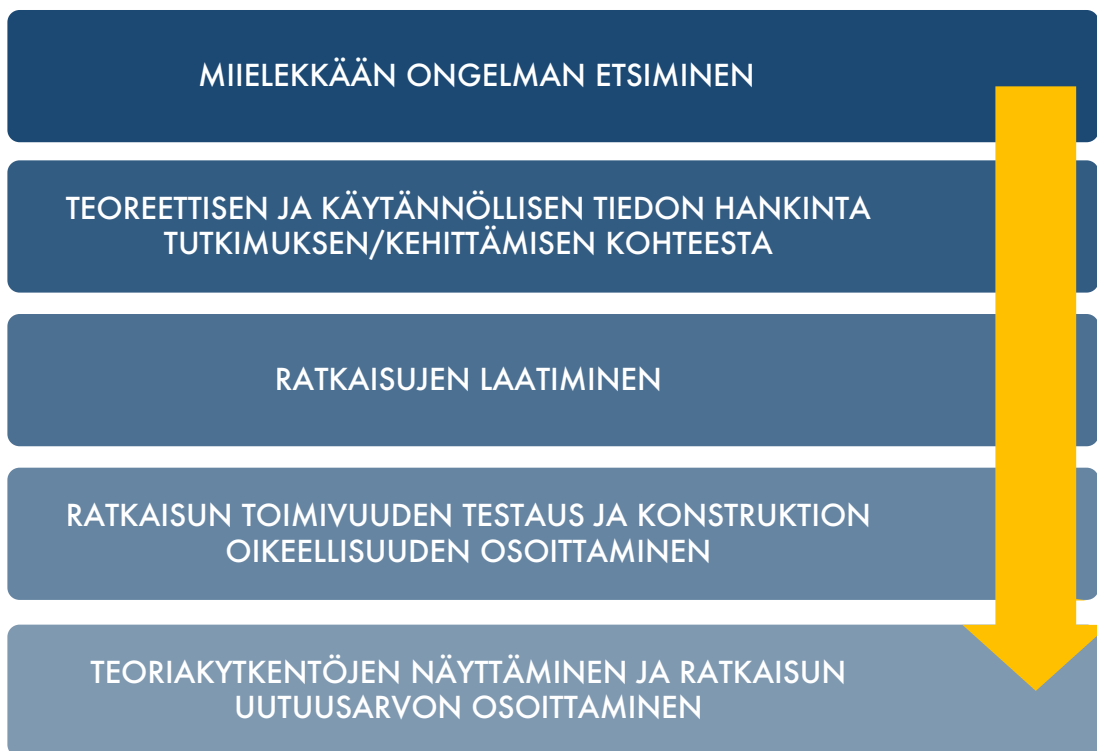 MIIELEKKÄÄN ONGELMAN ETSIMINEN
TEOREETTISEN JA KÄYTÄNNÖLLISEN TIEDON HANKINTA
TUTKIMUKSEN/KEHITTÄMISEN KOHTEESTA
RATKAISUJEN LAATIMINEN
RATKAISUN TOIMIVUUDEN TESTAUS JA KONSTRUKTION
OIKEELLISUUDEN OSOITTAMINEN
TEORIAKYTKENTÖJEN NÄYTTÄMINEN JA RATKAISUN
UUTUUSARVON OSOITTAMINEN